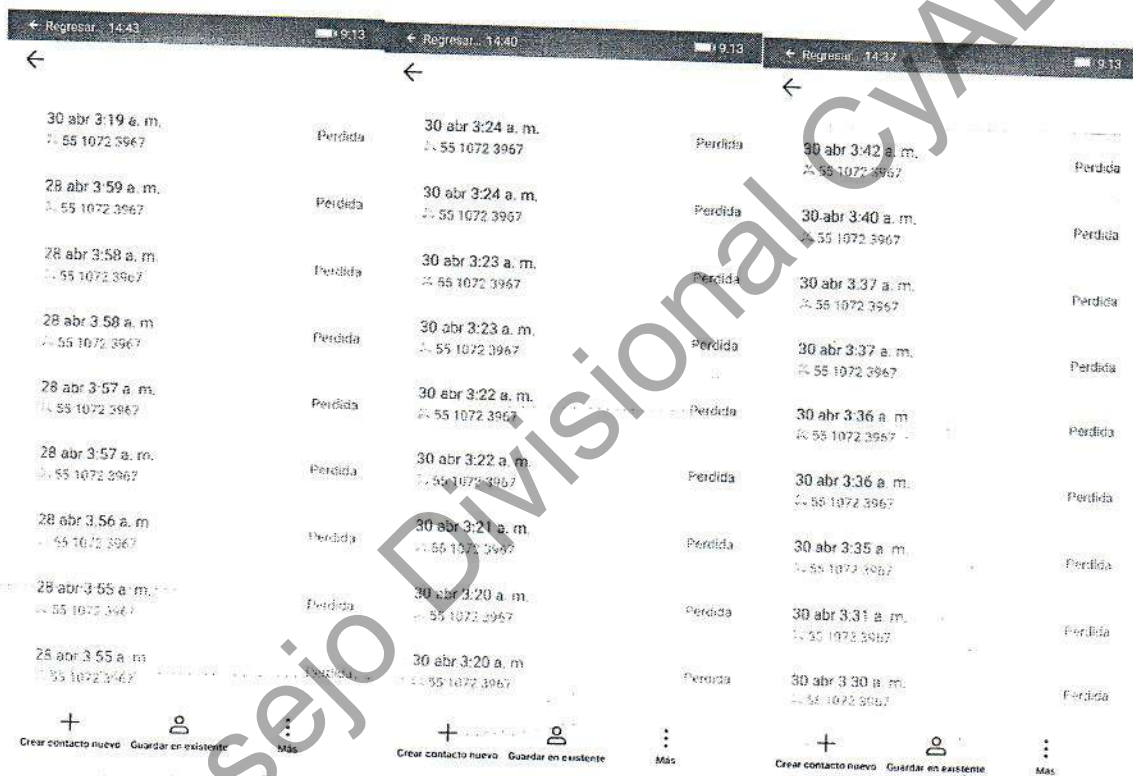 ← Regresar... 14:43 9:13
30 abr 3:19 a. m.
55 1072 3967 Perdida
28 abr 3:59 a. m.
55 1072 3967 Perdida
28 abr 3:58 a. m.
55 1072 3967 Perdida
28 abr 3:58 a. m
55 1072 3967 Perdida
28 abr 3:57 a. m.
55 1072 3967 Perdida
28 abr 3:57 a. m.
55 1072 3967 Perdida
28 abr 3:56 a. m
55 1072 3967 Perdida
28 abr 3:55 a. m.
55 1072 3967 Perdida
28 abr 3:55 a. m
55 1072 3967 Perdida
Crear contacto nuevo Guardar en existente Más
← Regresar... 14:40 9:13
30 abr 3:24 a. m.
55 1072 3967 Perdida
30 abr 3:24 a. m.
55 1072 3967 Perdida
30 abr 3:23 a. m.
55 1072 3967 Perdida
30 abr 3:23 a. m.
55 1072 3967 Perdida
30 abr 3:22 a. m.
55 1072 3967 Perdida
30 abr 3:22 a. m.
55 1072 3967 Perdida
30 abr 3:21 a. m.
55 1072 3967 Perdida
30 abr 3:20 a. m.
55 1072 3967 Perdida
30 abr 3:20 a. m
55 1072 3967 Perdida
Crear contacto nuevo Guardar en existente Más
← Regresar... 14:37 9:13
30 abr 3:42 a. m.
55 1072 3967 Perdida
30 abr 3:40 a. m.
55 1072 3967 Perdida
30 abr 3:37 a. m.
55 1072 3967 Perdida
30 abr 3:37 a. m.
55 1072 3967 Perdida
30 abr 3:36 a. m
55 1072 3967 Perdida
30 abr 3:36 a. m.
55 1072 3967 Perdida
30 abr 3:35 a. m.
55 1072 3967 Perdida
30 abr 3:31 a. m.
55 1072 3967 Perdida
30 abr 3:30 a. m.
55 1072 3967 Perdida
Crear contacto nuevo Guardar en existente Más
sejo Divisional CyAD